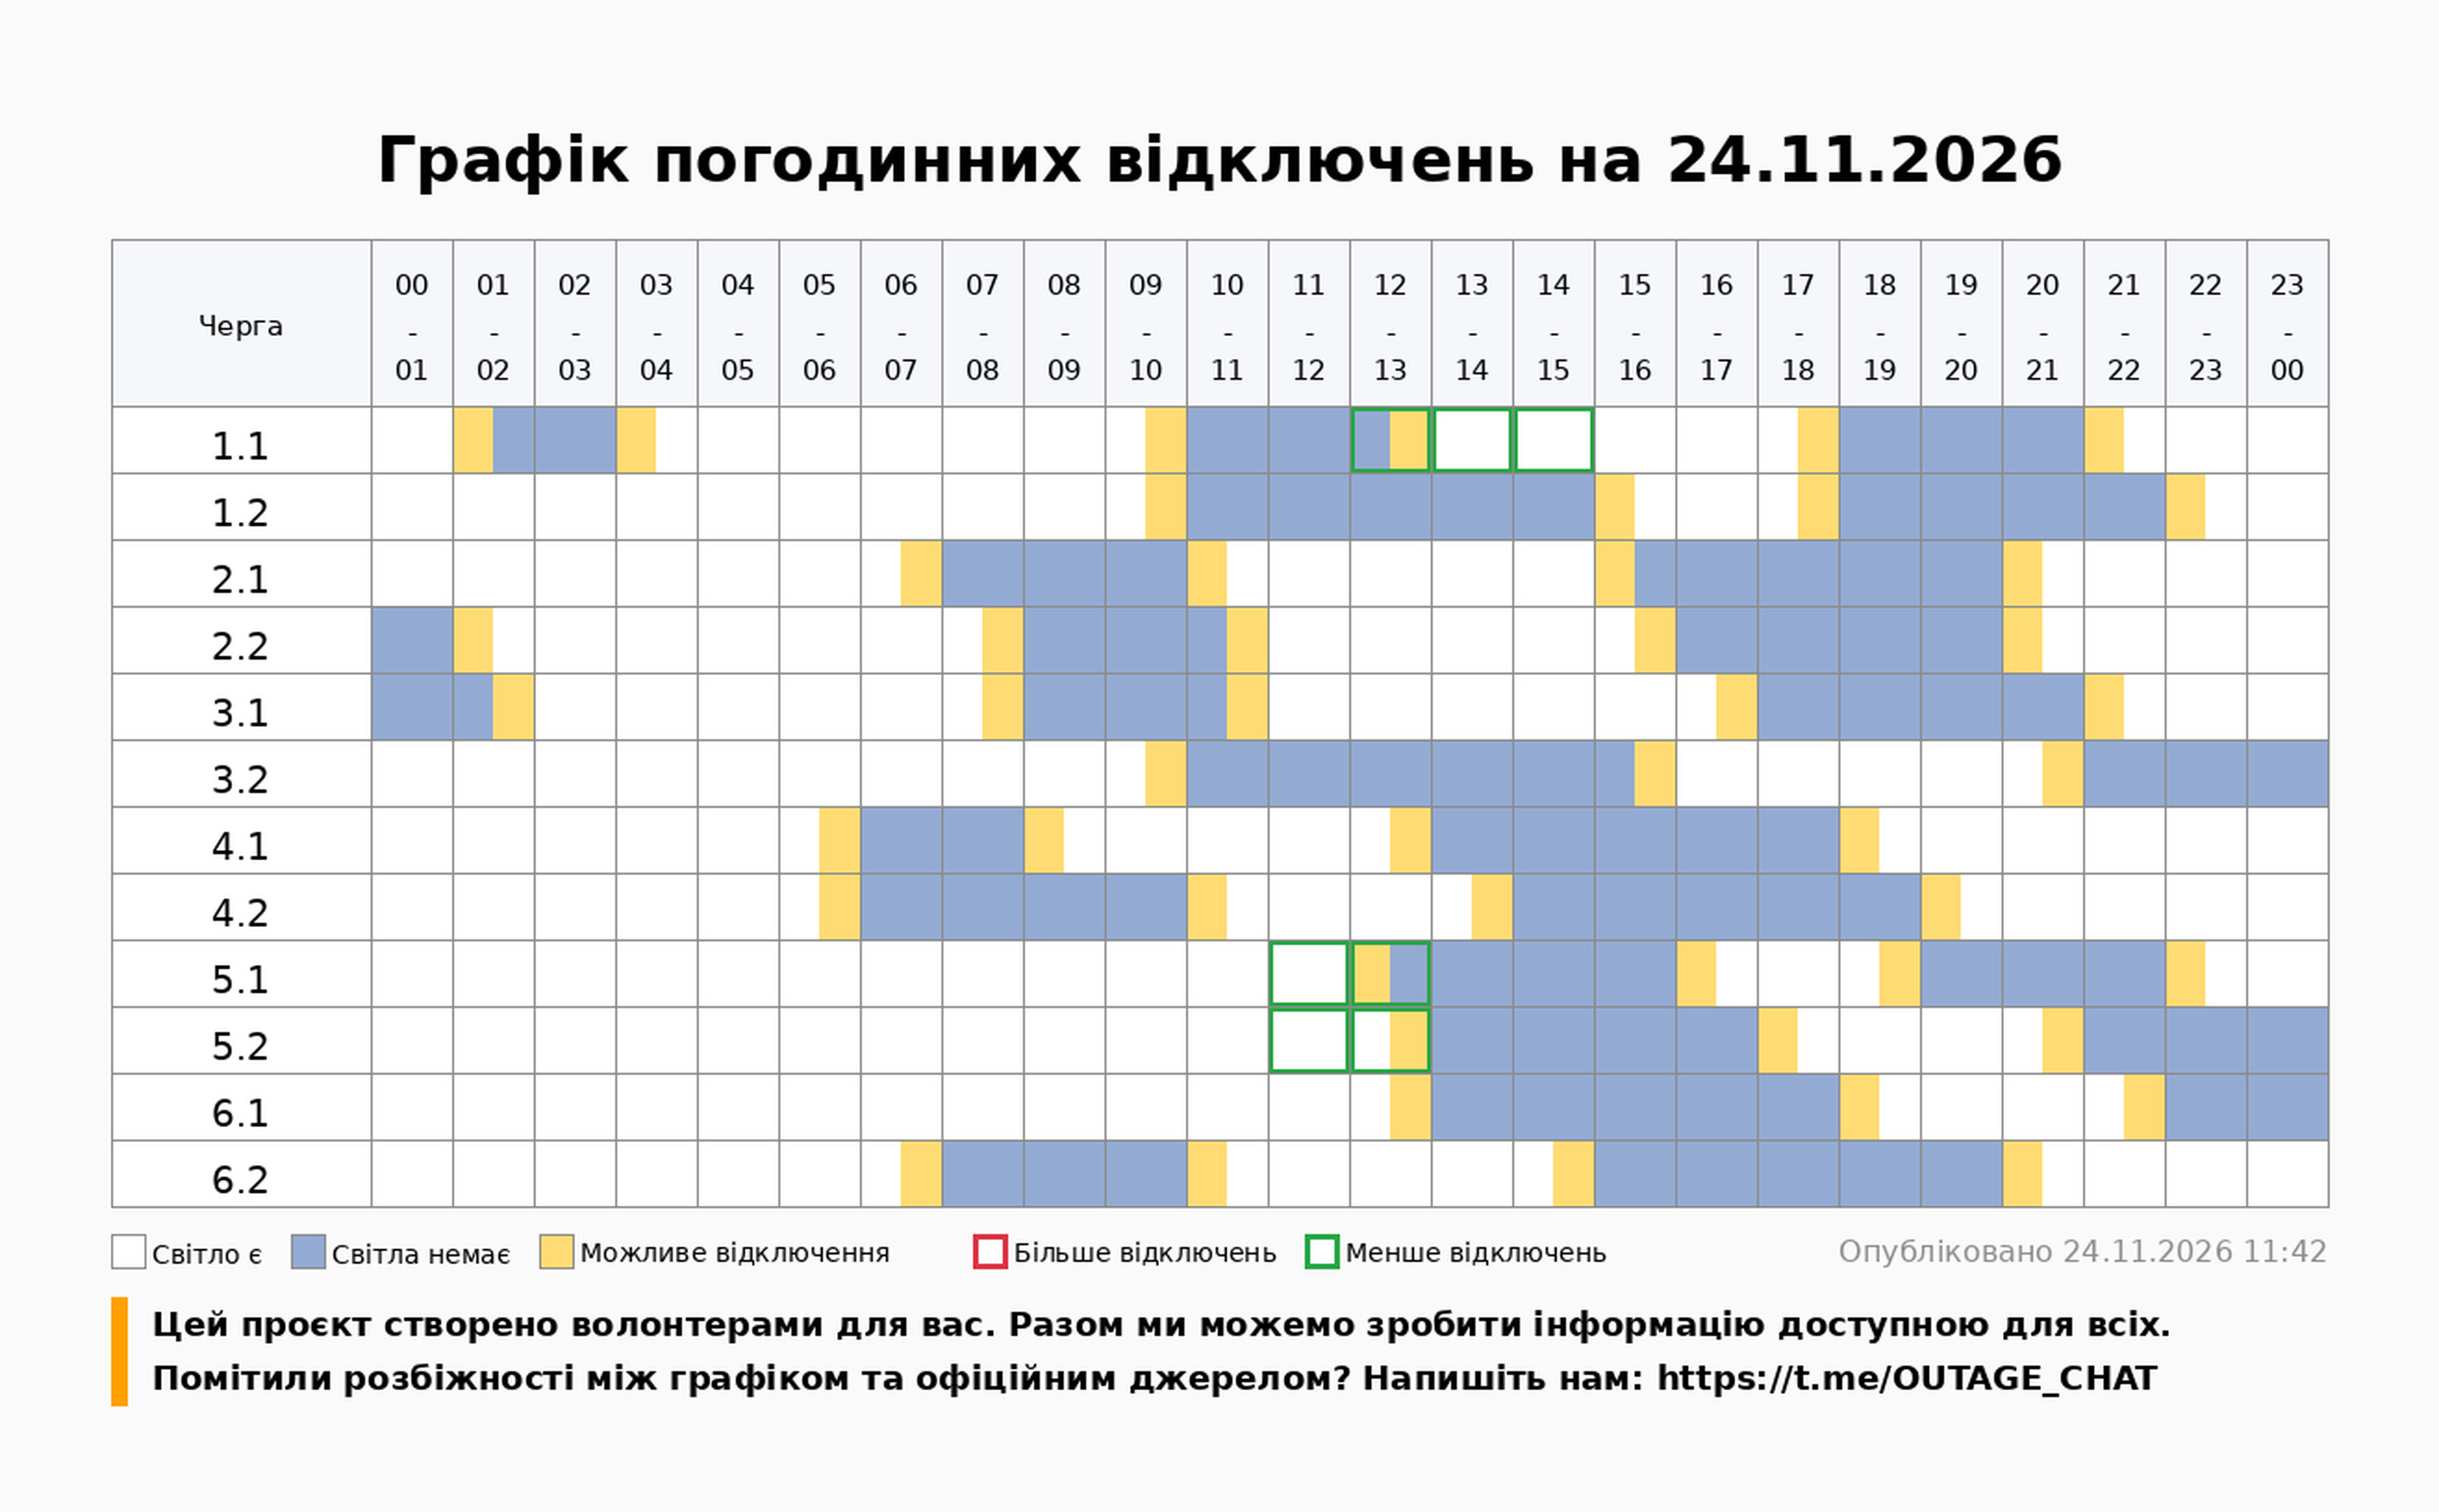 Графік погодинних відключень на 24.11.2026
Черга
00 - 01
01 - 02
02 - 03
03 - 04
04 - 05
05 - 06
06 - 07
07 - 08
08 - 09
09 - 10
10 - 11
11 - 12
12 - 13
13 - 14
14 - 15
15 - 16
16 - 17
17 - 18
18 - 19
19 - 20
20 - 21
21 - 22
22 - 23
23 - 00
1.1
1.2
2.1
2.2
3.1
3.2
4.1
4.2
5.1
5.2
6.1
6.2
Світло є Світла немає Можливе відключення Більше відключень Менше відключень Опубліковано 24.11.2026 11:42
Цей проєкт створено волонтерами для вас. Разом ми можемо зробити інформацію доступною для всіх.
Помітили розбіжності між графіком та офіційним джерелом? Напишіть нам: https://t.me/OUTAGE_CHAT